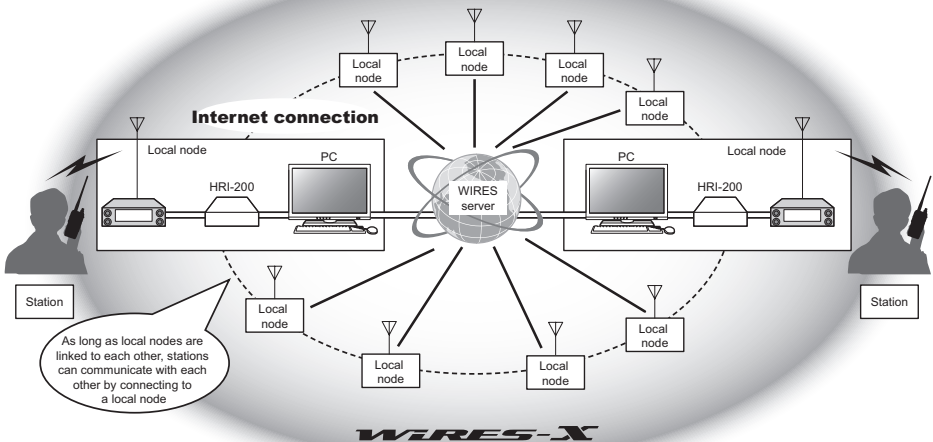 Local
node
Local
node
Local
node
Local
node
Internet connection
Local node
HRI-200
PC
WIRES
server
PC
Local node
HRI-200
Station
Station
Local
node
Local
node
Local
node
Local
node
As long as local nodes are
linked to each other, stations
can communicate with each
other by connecting to
a local node
WIRES-X